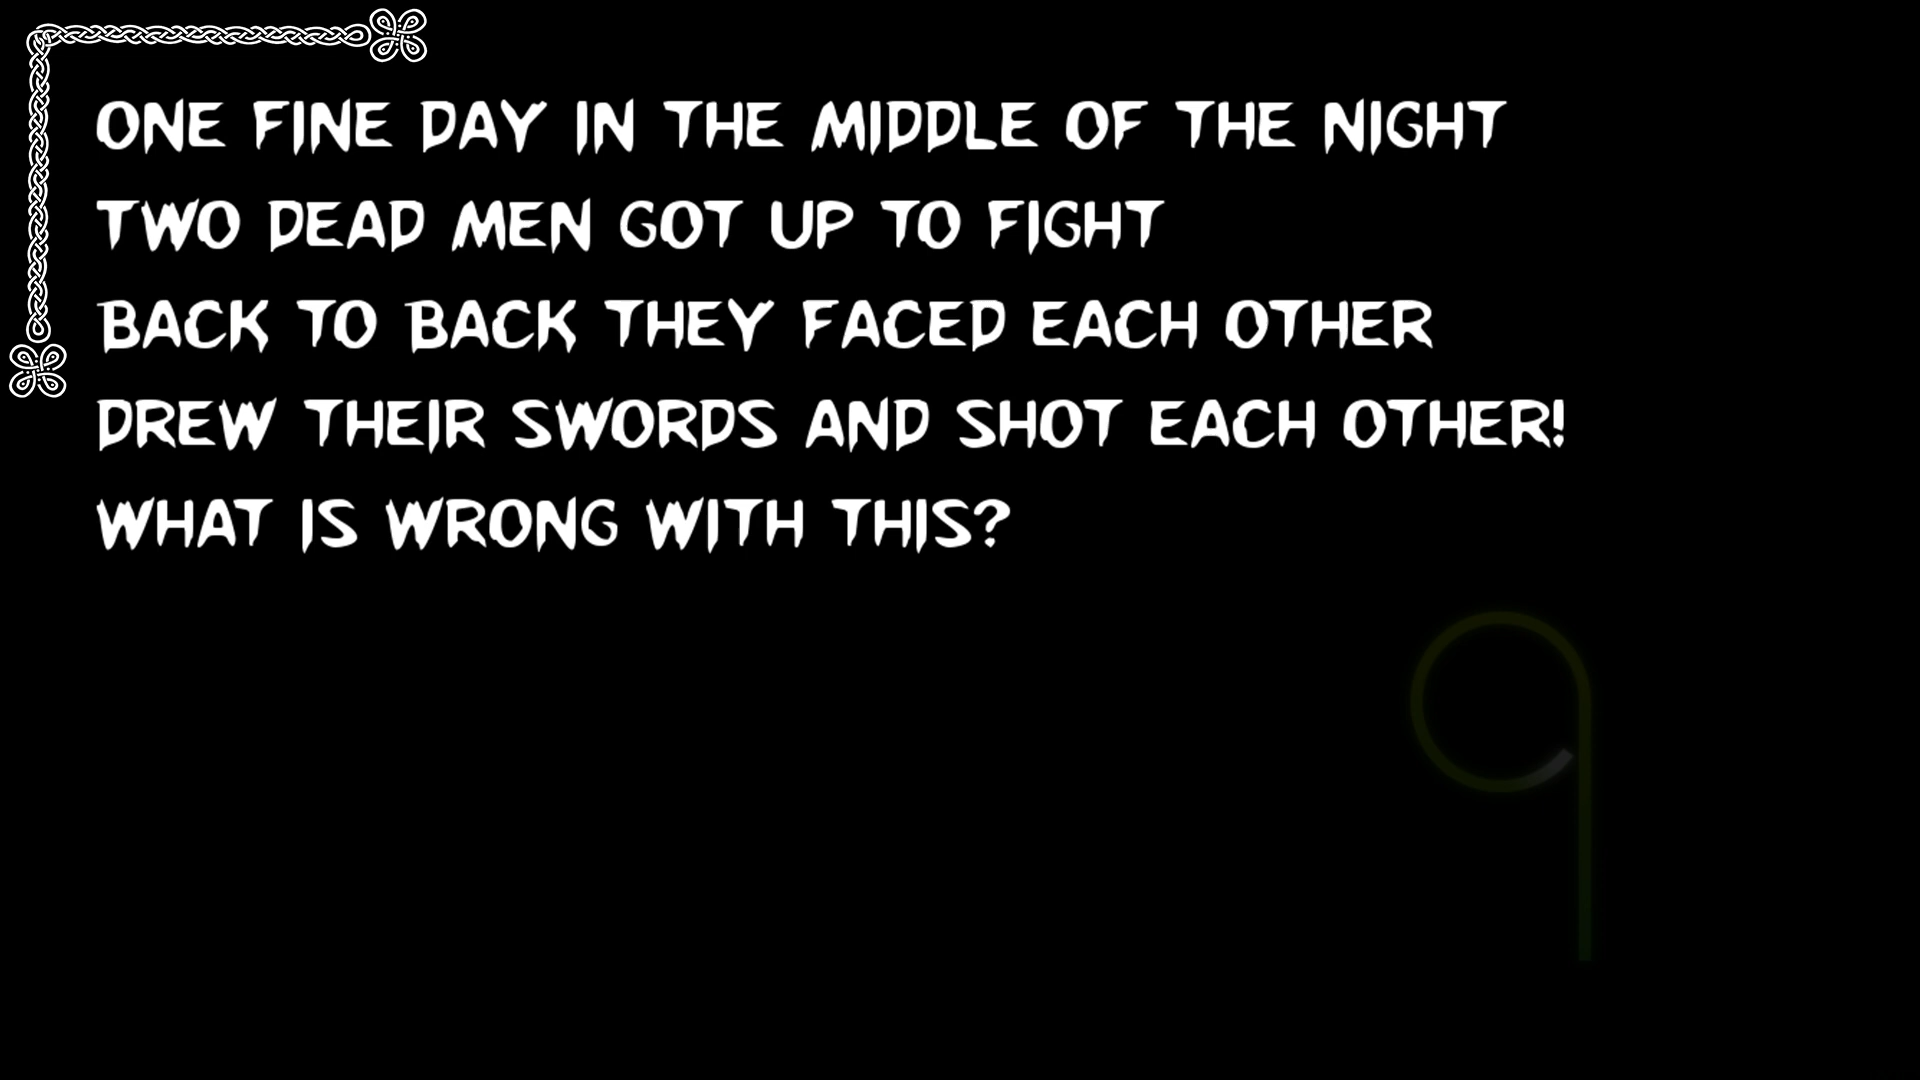 ONE FINE DAY IN THE MIDDLE OF THE NIGHT
TWO DEAD MEN GOT UP TO FIGHT
BACK TO BACK THEY FACED EACH OTHER
DREW THEIR SWORDS AND SHOT EACH OTHER!
WHAT IS WRONG WITH THIS?